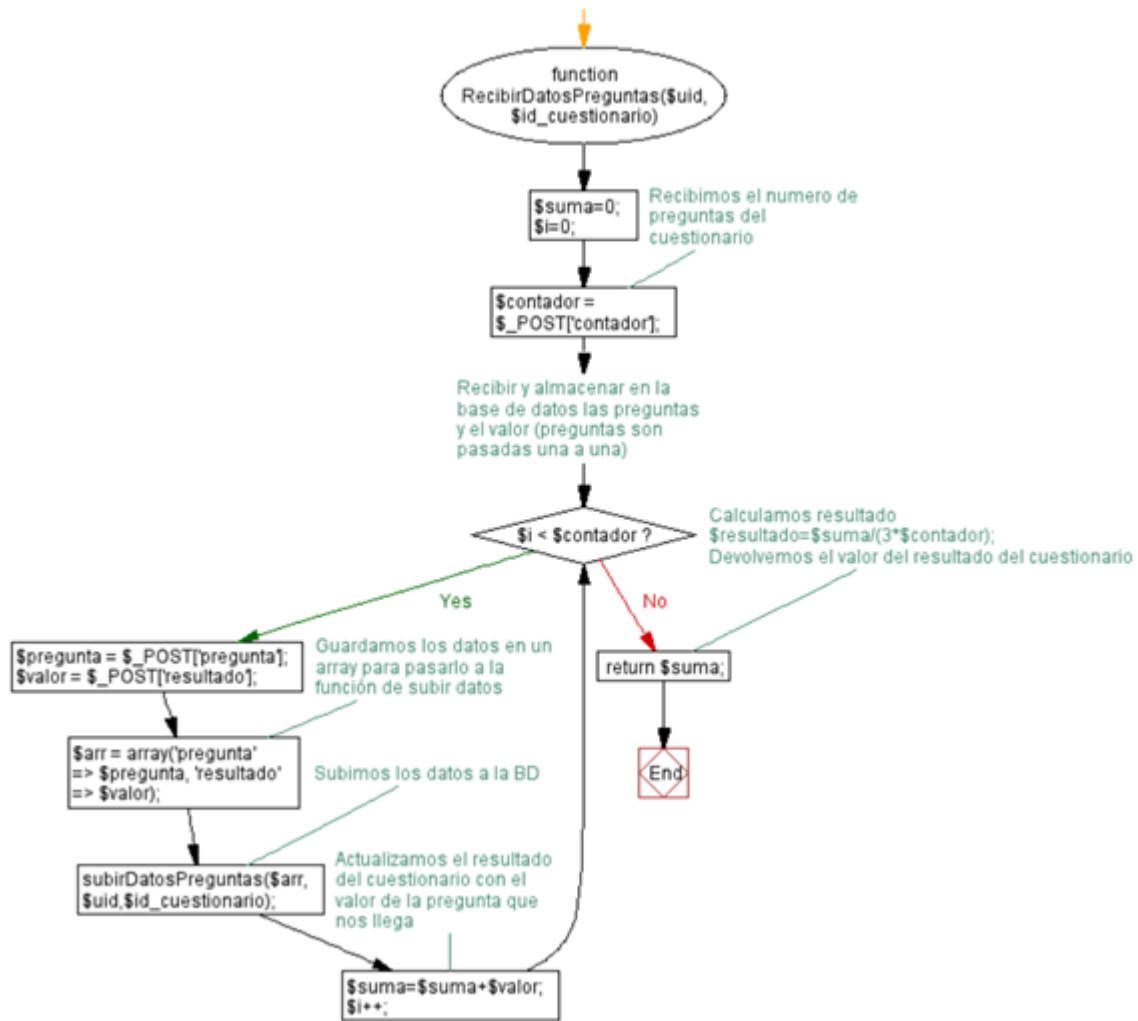 function
RecibirDatosPreguntas($uid,
$id_cuestionario)
$suma=0;
$i=0;
Recibimos el numero de
preguntas del
cuestionario
$contador =
$_POST['contador'];
Recibir y almacenar en la
base de datos las preguntas
y el valor (preguntas son
pasadas una a una)
$i < $contador ?
Calculamos resultado
$resultado=$suma/(3*$contador);
Devolvemos el valor del resultado del cuestionario
Yes
No
$pregunta = $_POST['pregunta'];
$valor = $_POST['resultado'];
Guardamos los datos en un
array para pasarlo a la
función de subir datos
return $suma;
$arr = array('pregunta'
=> $pregunta, 'resultado'
=> $valor);
Subimos los datos a la BD
End
subirDatosPreguntas($arr,
$uid,$id_cuestionario);
Actualizamos el resultado
del cuestionario con el
valor de la pregunta que
nos llega
$suma=$suma+$valor;
$i++;